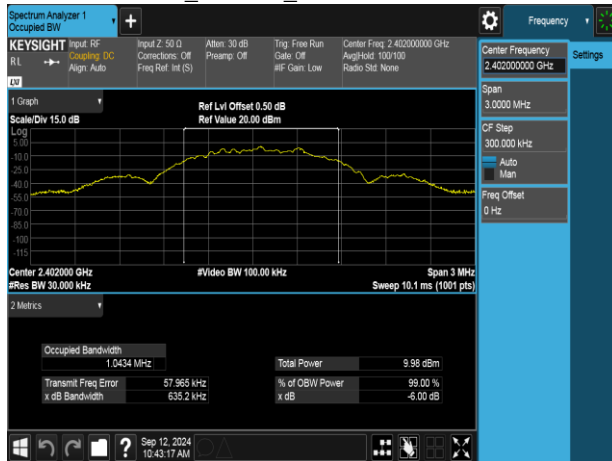 Spectrum Analyzer 1
Occupied BW
Frequency
KEYSIGHT
RL
LXI
Input: RF
Coupling: DC
Align: Auto
Input Z: 50 Ω
Corrections: Off
Freq Ref: Int (S)
Atten: 30 dB
Preamp: Off
Trig: Free Run
Gate: Off
#IF Gain: Low
Center Freq: 2.402000000 GHz
Avg|Hold: 100/100
Radio Std: None
Center Frequency
2.402000000 GHz
Settings
Span
3.0000 MHz
CF Step
300.000 kHz
Auto
Man
Freq Offset
0 Hz
1 Graph
Scale/Div 15.0 dB
Ref Lvl Offset 0.50 dB
Ref Value 20.00 dBm
Log
5.00
-10.0
-25.0
-40.0
-55.0
-70.0
-85.0
-100
-115
Center 2.402000 GHz
#Res BW 30.000 kHz
#Video BW 100.00 kHz
Span 3 MHz
Sweep 10.1 ms (1001 pts)
2 Metrics
Occupied Bandwidth
1.0434 MHz
Total Power 9.98 dBm
Transmit Freq Error 57.965 kHz
% of OBW Power 99.00 %
x dB Bandwidth 635.2 kHz
x dB -6.00 dB
?
Sep 12, 2024
10:43:17 AM